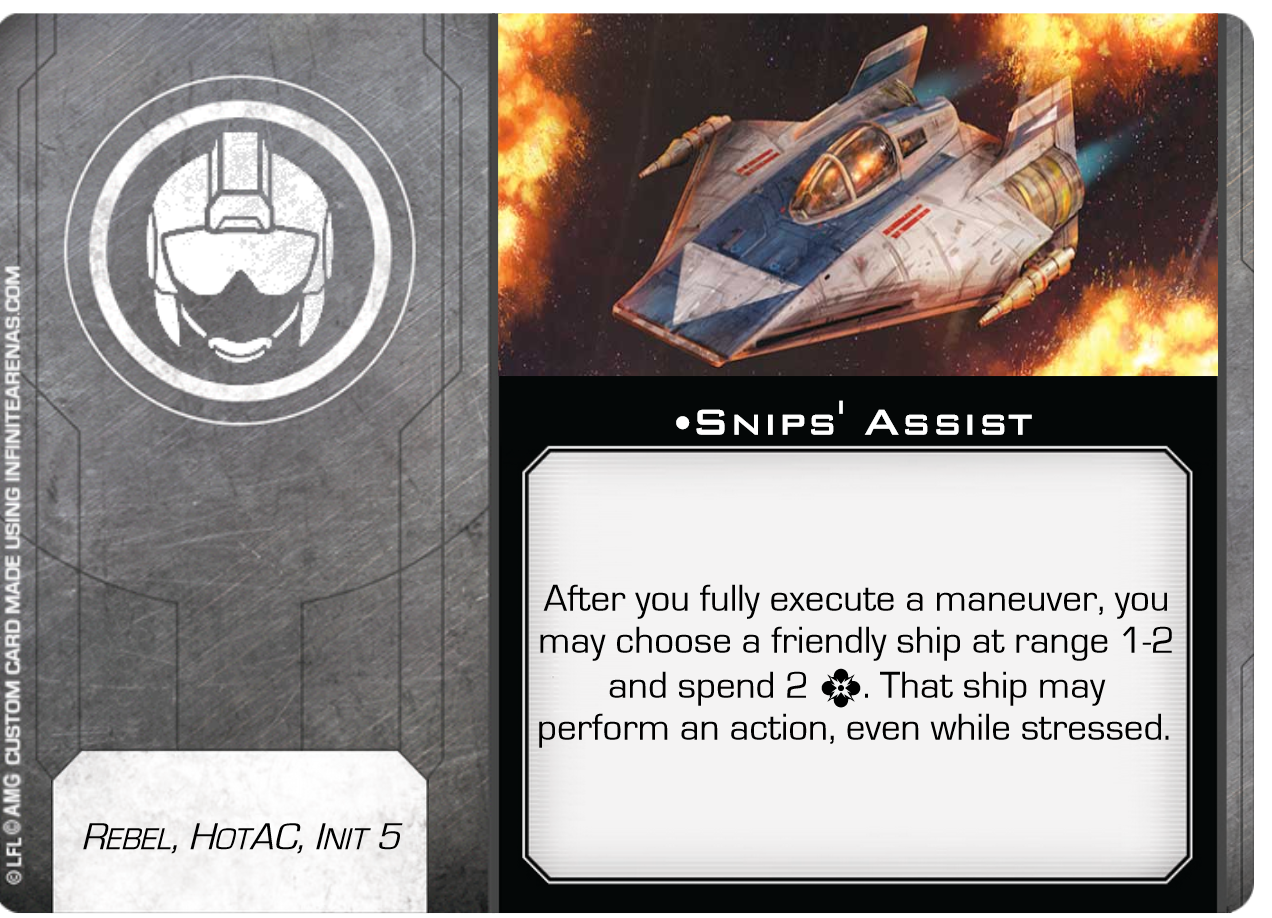 •Snips' Assist
After you fully execute a maneuver, you
may choose a friendly ship at range 1-2
and spend 2 . That ship may
perform an action, even while stressed.
Rebel, HotAC, Init 5
© LFL © AMG CUSTOM CARD MADE USING INFINITEARENAS.COM